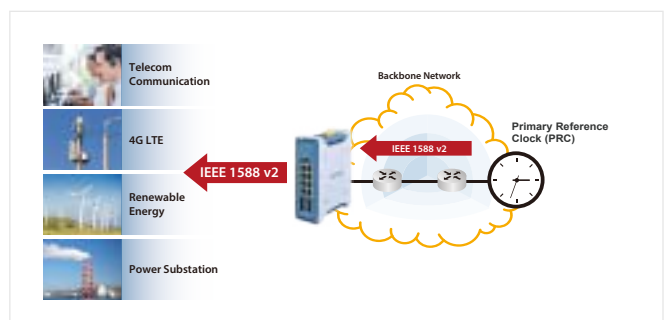 Telecom
Communication
4G LTE
Renewable
Energy
Power Substation
IEEE 1588 v2
Backbone Network
IEEE 1588 v2
Primary Reference
Clock (PRC)